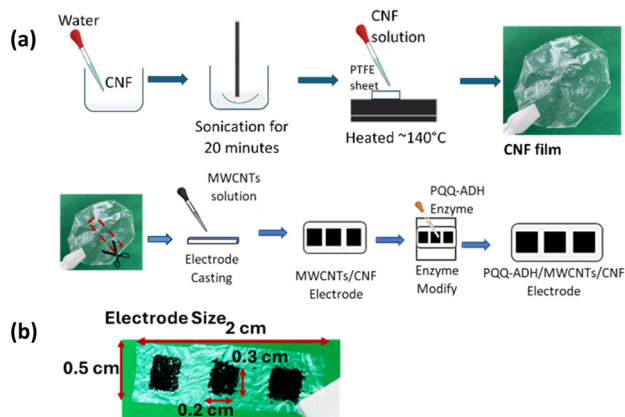 (a)
Water
CNF
Sonication for
20 minutes
CNF
solution
PTFE
sheet
Heated ~140°C
CNF film
MWCNTs
solution
Electrode
Casting
MWCNTs/CNF
Electrode
PQQ-ADH
Enzyme
Enzyme
Modify
PQQ-ADH/MWCNTs/CNF
Electrode
(b)
Electrode Size
2 cm
0.5 cm
0.3 cm
0.2 cm